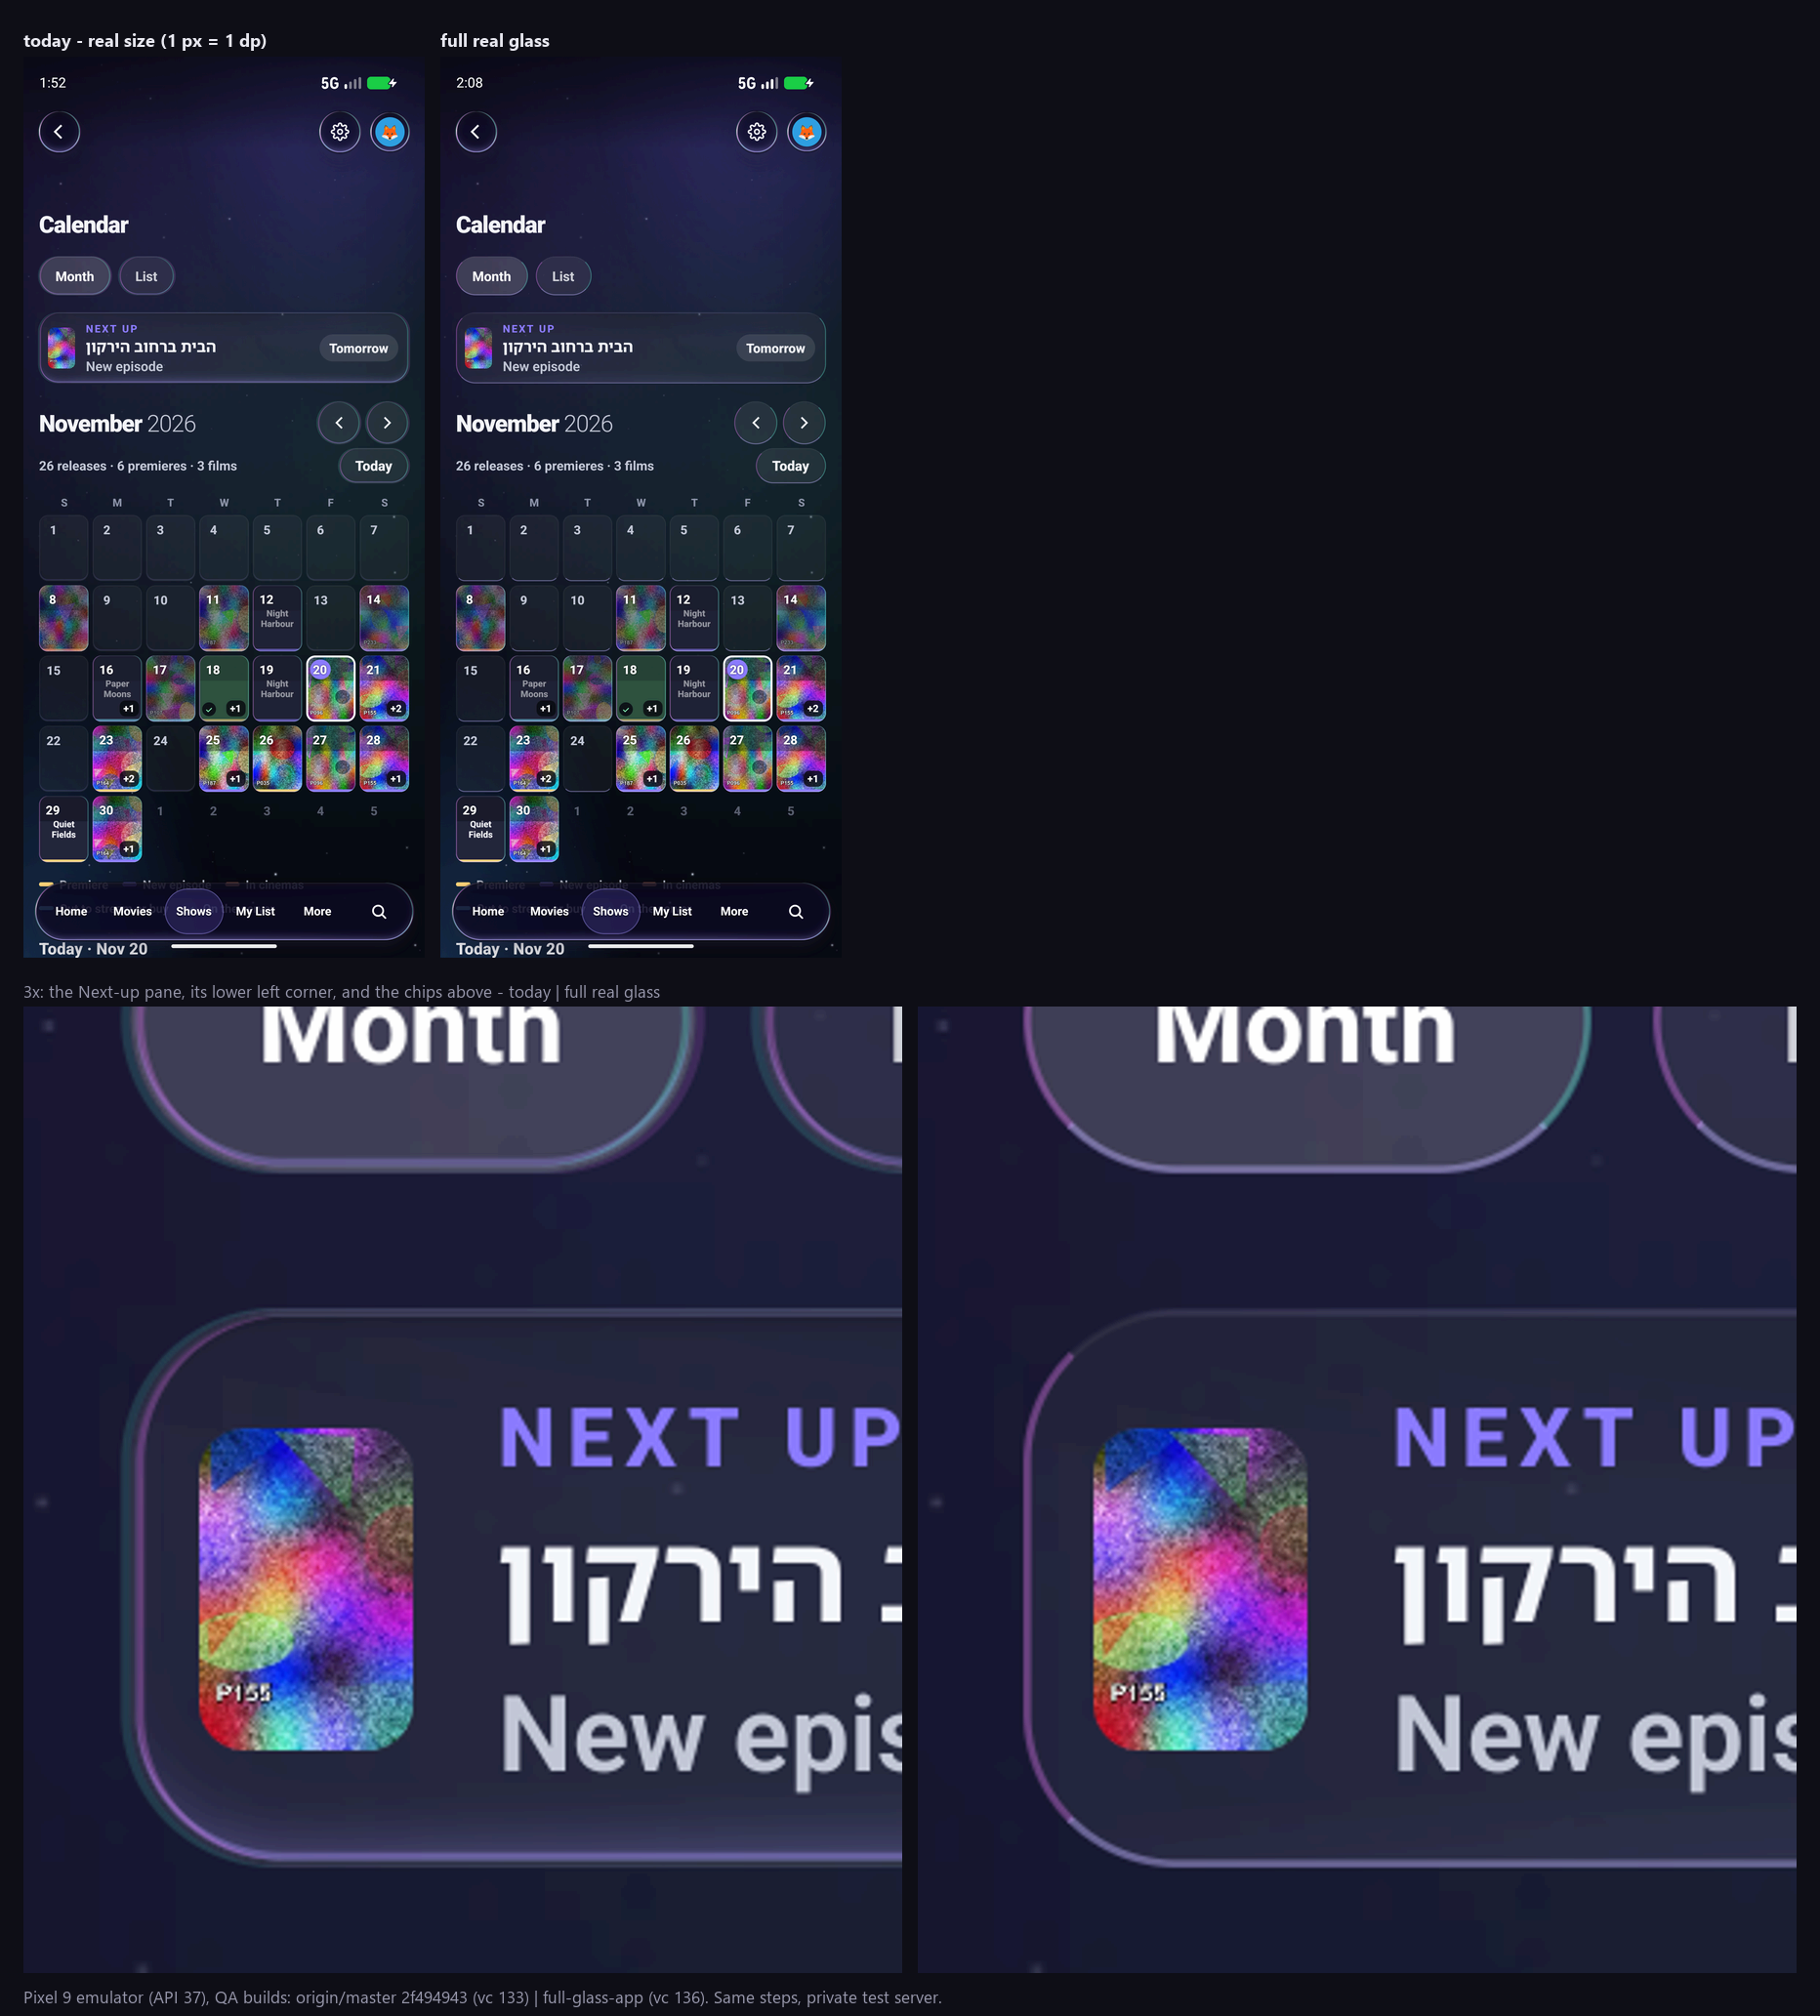 today - real size (1 px = 1 dp)
full real glass
1:52
5G
Calendar
Month
List
NEXT UP
הבית ברחוב הירקון
New episode
Tomorrow
November 2026
26 releases · 6 premieres · 3 films
Today
S M T W T F S
1 2 3 4 5 6 7
8 9 10 11 12 13 14
Night
Harbour
15 16 17 18 19 20 21
Paper
Moons
Night
Harbour
+1 +1 +2
22 23 24 25 26 27 28
+2 +1 +1
29 30 1 2 3 4 5
Quiet
Fields
+1
Premiere New episode In cinemas
Home Movies Shows My List More
Today · Nov 20
2:08
5G
Calendar
Month
List
NEXT UP
הבית ברחוב הירקון
New episode
Tomorrow
November 2026
26 releases · 6 premieres · 3 films
Today
S M T W T F S
1 2 3 4 5 6 7
8 9 10 11 12 13 14
Night
Harbour
15 16 17 18 19 20 21
Paper
Moons
Night
Harbour
+1 +1 +2
22 23 24 25 26 27 28
+2 +1 +1
29 30 1 2 3 4 5
Quiet
Fields
+1
Premiere New episode In cinemas
Home Movies Shows My List More
Today · Nov 20
3x: the Next-up pane, its lower left corner, and the chips above - today | full real glass
Month
NEXT UP
הירקון
P155
New epis
Month
NEXT UP
הירקון
P155
New epis
Pixel 9 emulator (API 37), QA builds: origin/master 2f494943 (vc 133) | full-glass-app (vc 136). Same steps, private test server.